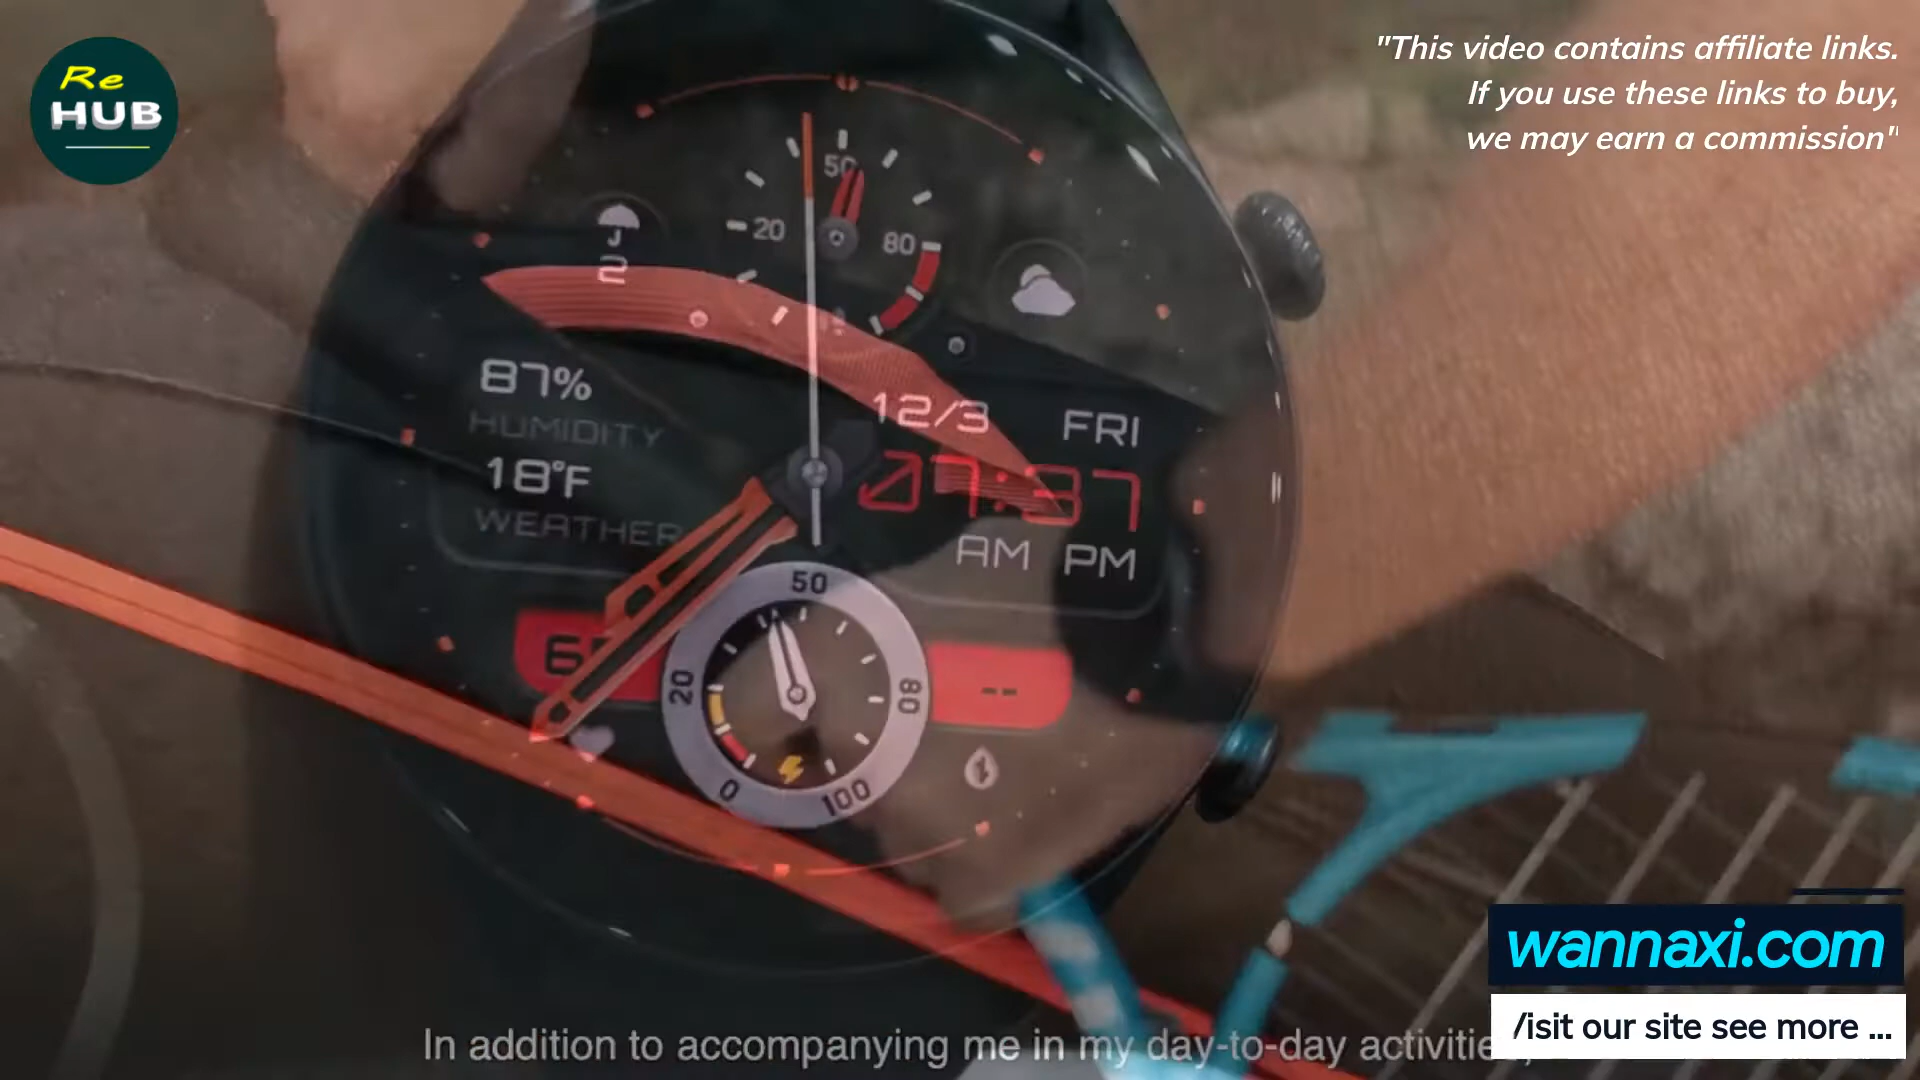 Re
HUB
"This video contains affiliate links.
If you use these links to buy,
we may earn a commission"
50
20
80
2
87%
HUMIDITY
18°F
WEATHER
12/3 FRI
07:37
AM PM
50
20
80
0
100
--
wannaxi.com
/isit our site see more ...
In addition to accompanying me in my day-to-day activitie